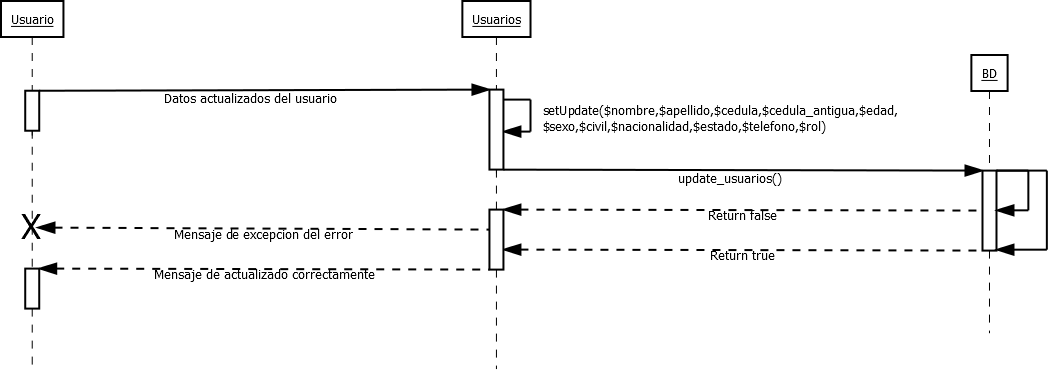 Usuario
Usuarios
BD
Datos actualizados del usuario
setUpdate($nombre,$apellido,$cedula,$cedula_antigua,$edad,
$sexo,$civil,$nacionalidad,$estado,$telefono,$rol)
update_usuarios()
Return false
X
Mensaje de excepcion del error
Return true
Mensaje de actualizado correctamente